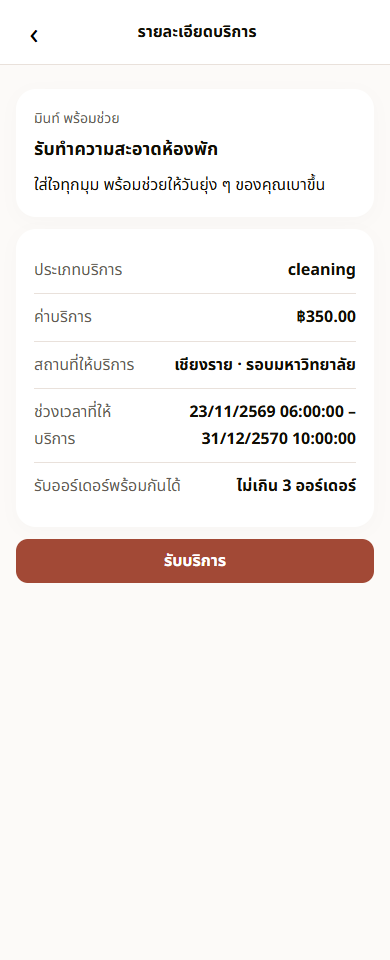 รายละเอียดบริการ
มินท์ พร้อมช่วย
รับทำความสะอาดห้องพัก
ใส่ใจทุกมุม พร้อมช่วยให้วันยุ่ง ๆ ของคุณเบาขึ้น
ประเภทบริการ cleaning
ค่าบริการ ฿350.00
สถานที่ให้บริการ เชียงราย · รอบมหาวิทยาลัย
ช่วงเวลาที่ให้ 23/11/2569 06:00:00 –
บริการ 31/12/2570 10:00:00
รับออร์เดอร์พร้อมกันได้ ไม่เกิน 3 ออร์เดอร์
รับบริการ